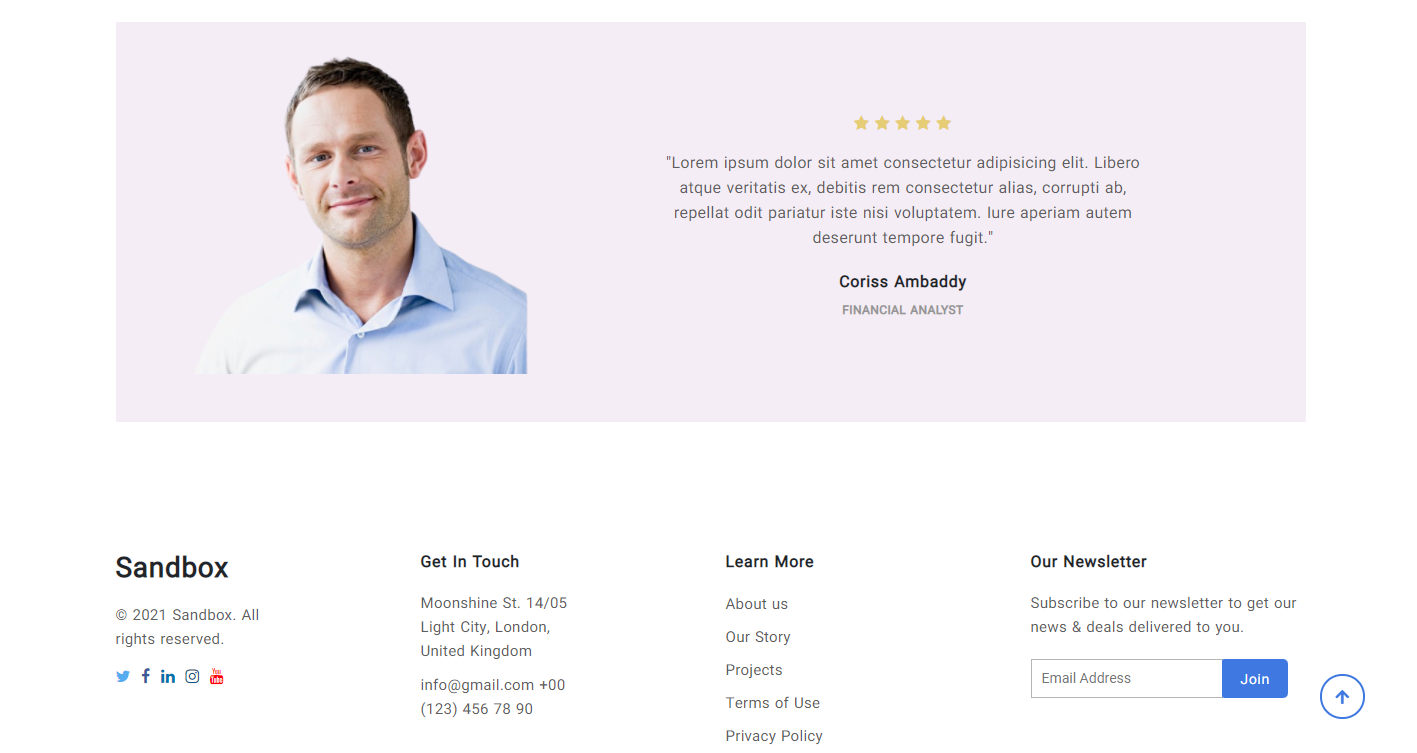 "Lorem ipsum dolor sit amet consectetur adipisicing elit. Libero
atque veritatis ex, debitis rem consectetur alias, corrupti ab,
repellat odit pariatur iste nisi voluptatem. Iure aperiam autem
deserunt tempore fugit."
Coriss Ambaddy
FINANCIAL ANALYST
Sandbox
© 2021 Sandbox. All
rights reserved.
You
Tube
Get In Touch
Moonshine St. 14/05
Light City, London,
United Kingdom
info@gmail.com +00
(123) 456 78 90
Learn More
About us
Our Story
Projects
Terms of Use
Privacy Policy
Our Newsletter
Subscribe to our newsletter to get our
news & deals delivered to you.
Email Address
Join